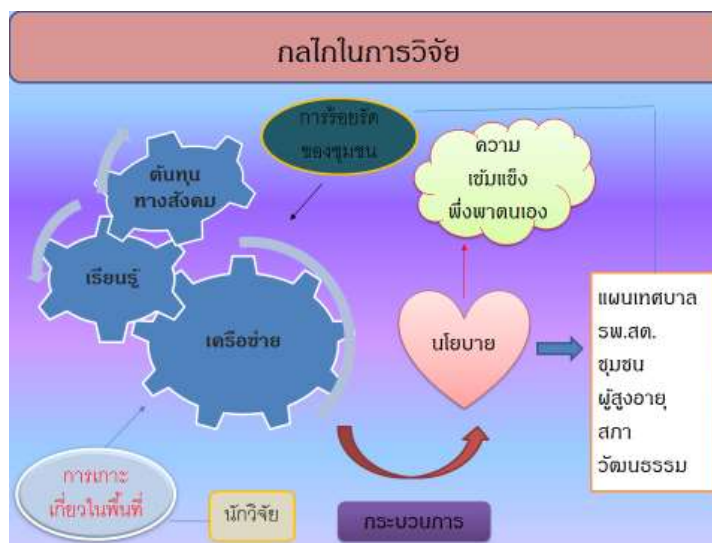 กลไกในการวิจัย
การร้อยรัด
ของชุมชน
ความ
เข้มแข็ง
พึ่งพาตนเอง
ต้นทุน
ทางสังคม
เรียนรู้
เครือข่าย
นโยบาย
แผนเทศบาล
รพ.สต.
ชุมชน
ผู้สูงอายุ
สภา
วัฒนธรรม
การเกาะ
เกี่ยวในพื้นที่
นักวิจัย
กระบวนการ